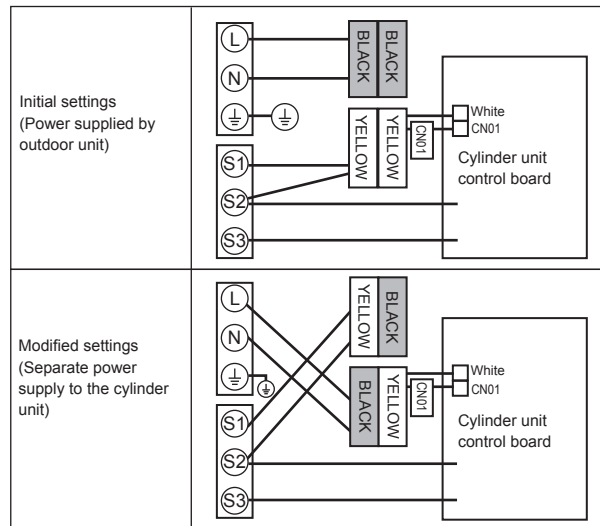 Initial settings
(Power supplied by
outdoor unit)
L
N
S1
S2
S3
BLACK
BLACK
YELLOW
YELLOW
CN01
White
CN01
Cylinder unit
control board
Modified settings
(Separate power
supply to the cylinder
unit)
L
N
S1
S2
S3
YELLOW
BLACK
BLACK
YELLOW
CN01
White
CN01
Cylinder unit
control board